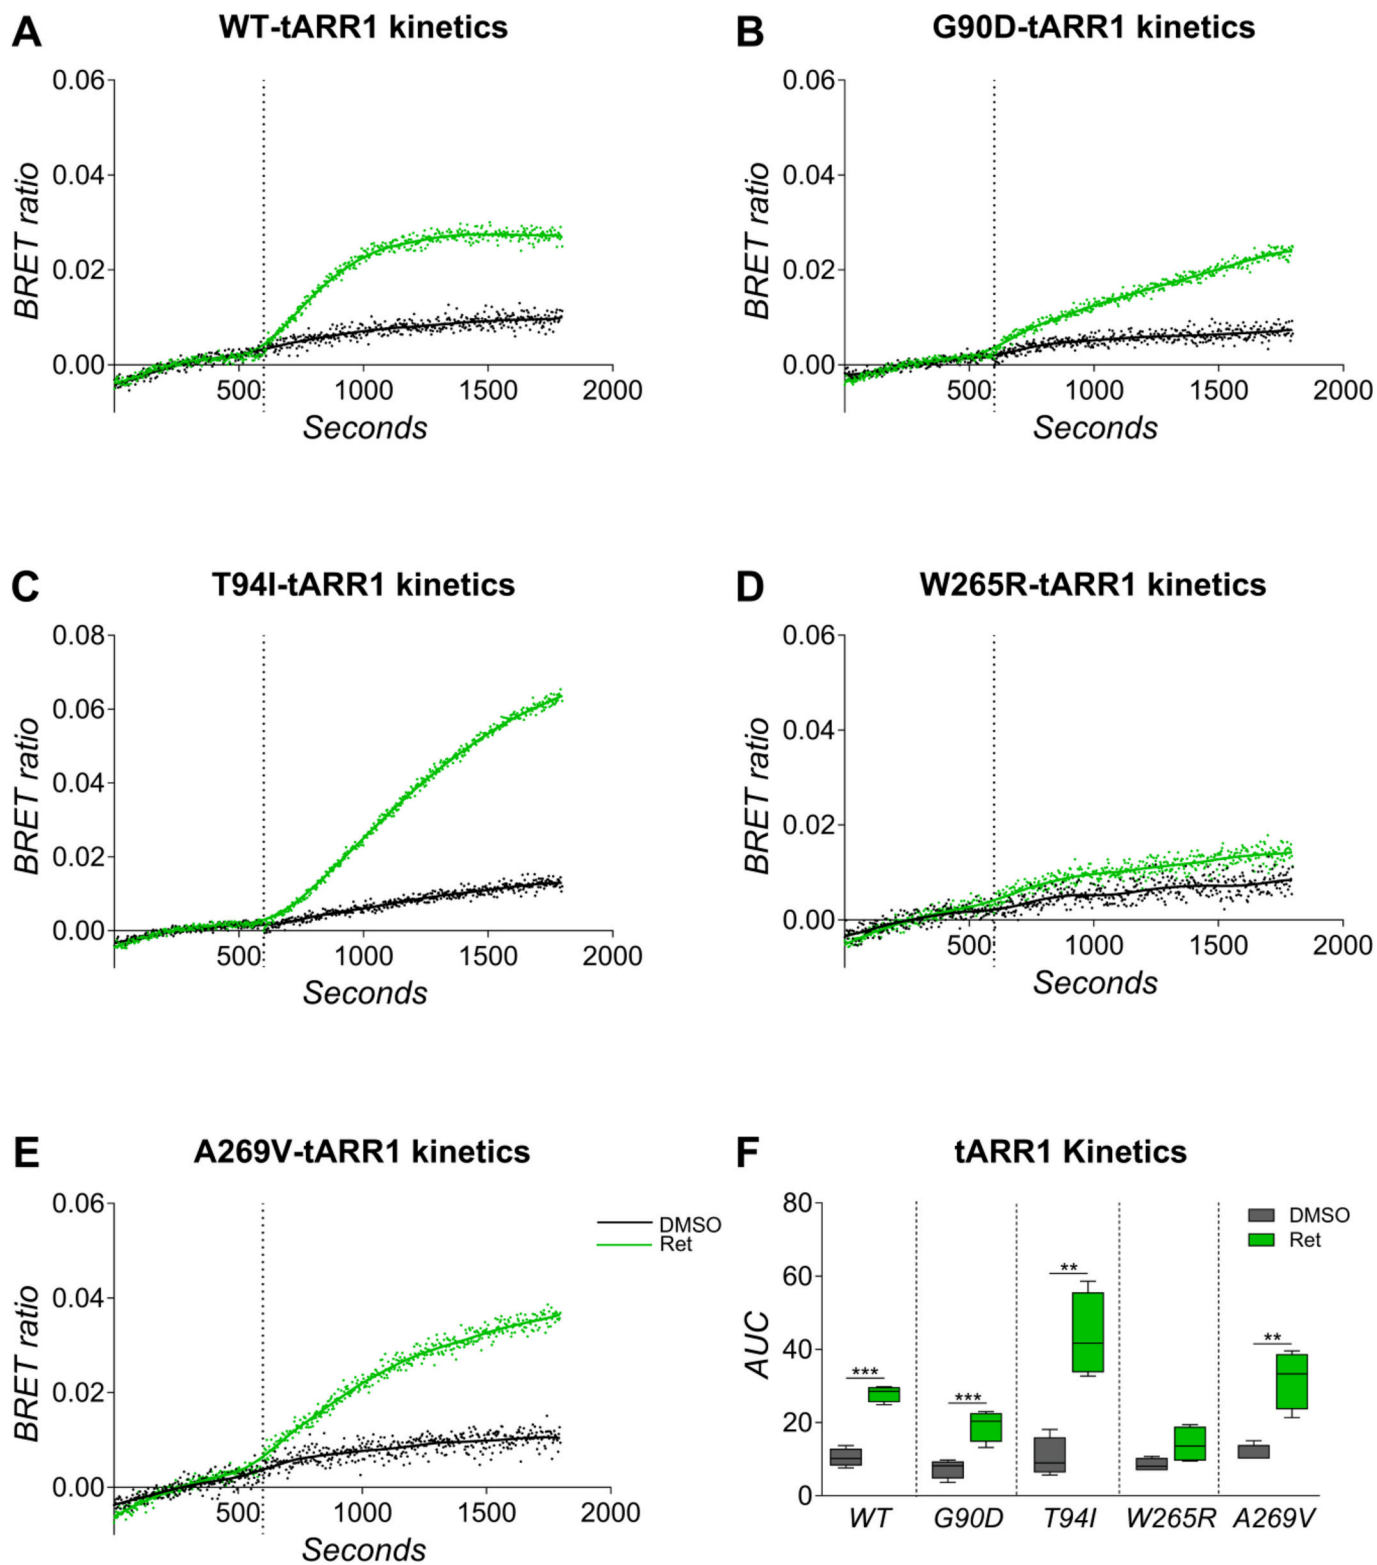 A
WT-tARR1 kinetics
0.06
0.04
0.02
0.00
BRET ratio
500
1000
1500
2000
Seconds
B
G90D-tARR1 kinetics
0.06
0.04
0.02
0.00
BRET ratio
500
1000
1500
2000
Seconds
C
T94I-tARR1 kinetics
0.08
0.06
0.04
0.02
0.00
BRET ratio
500
1000
1500
2000
Seconds
D
W265R-tARR1 kinetics
0.06
0.04
0.02
0.00
BRET ratio
500
1000
1500
2000
Seconds
E
A269V-tARR1 kinetics
0.06
0.04
0.02
0.00
BRET ratio
500
1000
1500
2000
Seconds
DMSO
Ret
F
tARR1 Kinetics
80
60
40
20
0
AUC
DMSO
Ret
***
***
**
**
WT
G90D
T94I
W265R
A269V